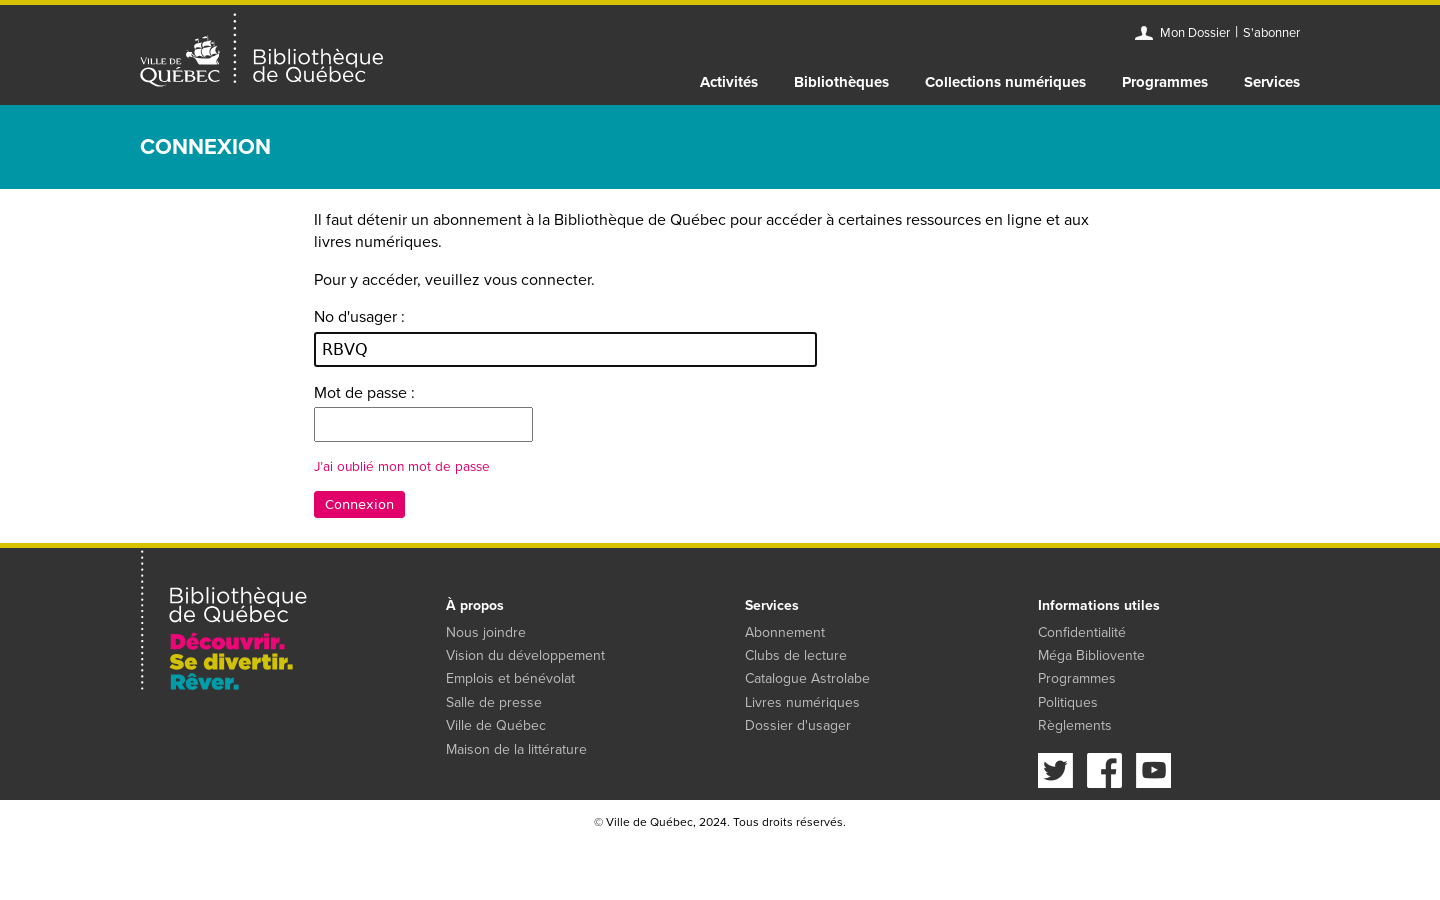 VILLE DE
QUÉBEC
Bibliothèque
de Québec
Mon Dossier | S'abonner
Activités Bibliothèques Collections numériques Programmes Services
CONNEXION
Il faut détenir un abonnement à la Bibliothèque de Québec pour accéder à certaines ressources en ligne et aux
livres numériques.
Pour y accéder, veuillez vous connecter.
No d'usager :
RBVQ
Mot de passe :
J'ai oublié mon mot de passe
Connexion
Bibliothèque
de Québec
Découvrir.
Se divertir.
Rêver.
À propos
Nous joindre
Vision du développement
Emplois et bénévolat
Salle de presse
Ville de Québec
Maison de la littérature
Services
Abonnement
Clubs de lecture
Catalogue Astrolabe
Livres numériques
Dossier d'usager
Informations utiles
Confidentialité
Méga Bibliovente
Programmes
Politiques
Règlements
© Ville de Québec, 2024. Tous droits réservés.